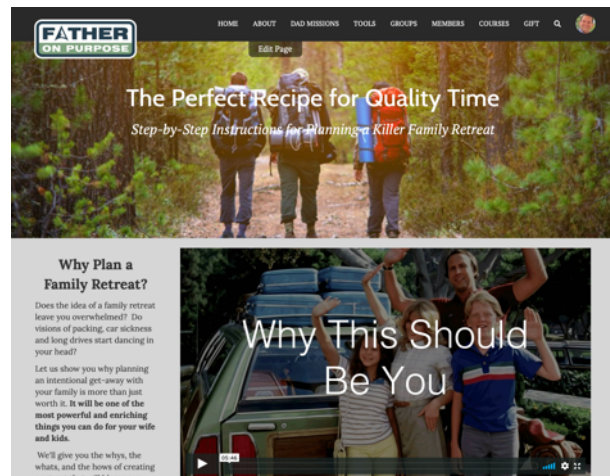 FATHER
ON PURPOSE
HOME ABOUT DAD MISSIONS TOOLS GROUPS MEMBERS COURSES GIFT
Edit Page
The Perfect Recipe for Quality Time
Step-by-Step Instructions for Planning a Killer Family Retreat
Why Plan a
Family Retreat?
Does the idea of a family retreat
leave you overwhelmed? Do
visions of packing, car sickness
and long drives start dancing in
your head?
Let us show you why planning
an intentional get-away with
your family is more than just
worth it. It will be one of the
most powerful and enriching
things you can do for your wife
and kids.
We'll give you the whys, the
whats, and the hows of creating
Why This Should
Be You
05:46